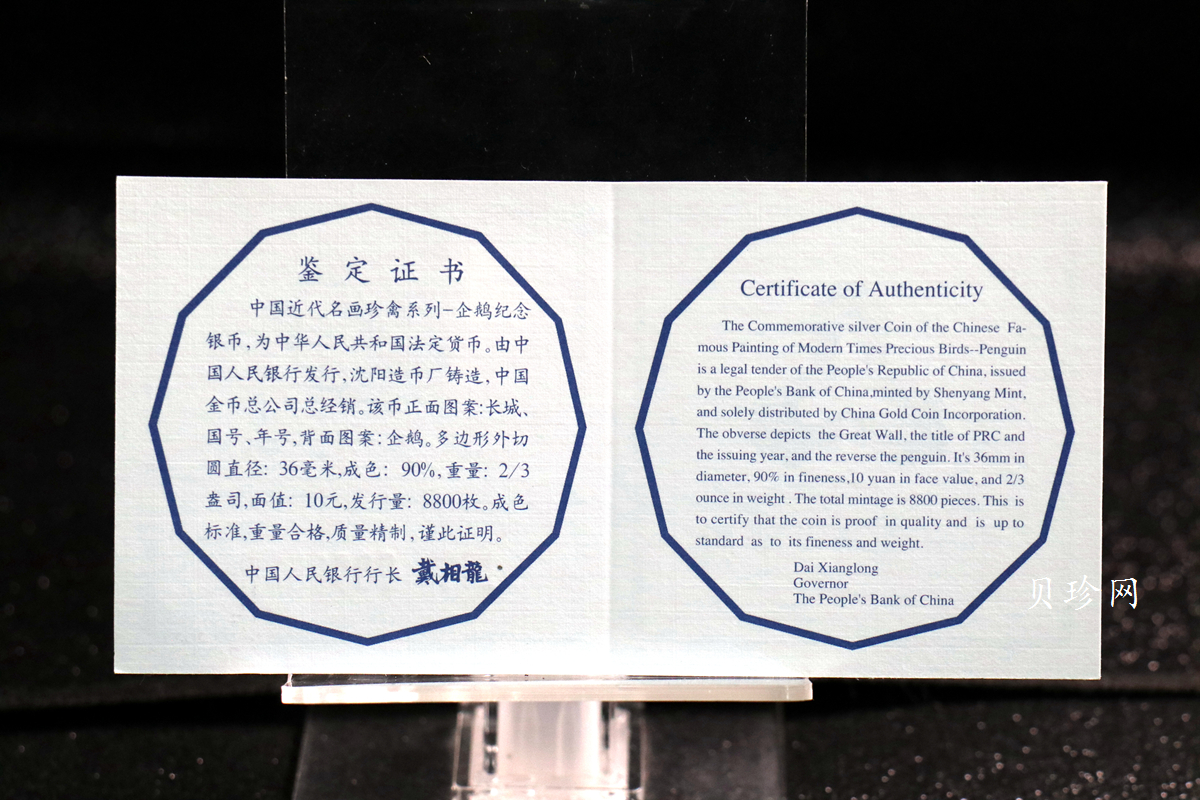 鉴定证书
中国近代名画珍禽系列－企鹅纪念
银币,为中华人民共和国法定货币。由中
国人民银行发行,沈阳造币厂铸造,中国
金币总公司总经销。该币正面图案:长城、
国号、年号,背面图案:企鹅。多边形外切
圆直径: 36毫米,成色: 90%,重量: 2/3
盎司,面值: 10元,发行量: 8800枚。成色
标准,重量合格,质量精制,谨此证明。
中国人民银行行长 戴相龍
Certificate of Authenticity
The Commemorative silver Coin of the Chinese Fa-
mous Painting of Modern Times Precious Birds--Penguin
is a legal tender of the People's Republic of China, issued
by the People's Bank of China,minted by Shenyang Mint,
and solely distributed by China Gold Coin Incorporation.
The obverse depicts the Great Wall, the title of PRC and
the issuing year, and the reverse the penguin. It's 36mm in
diameter, 90% in fineness,10 yuan in face value, and 2/3
ounce in weight . The total mintage is 8800 pieces. This is
to certify that the coin is proof in quality and is up to
standard as to its fineness and weight.
Dai Xianglong
Governor
The People's Bank of China
贝珍网